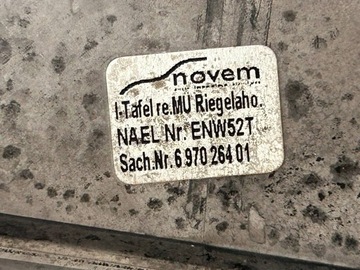 novem
I-Tafel re.MU Riegelaho.
NAEL Nr. ENW52T
Sach.Nr. 6 970 264 01